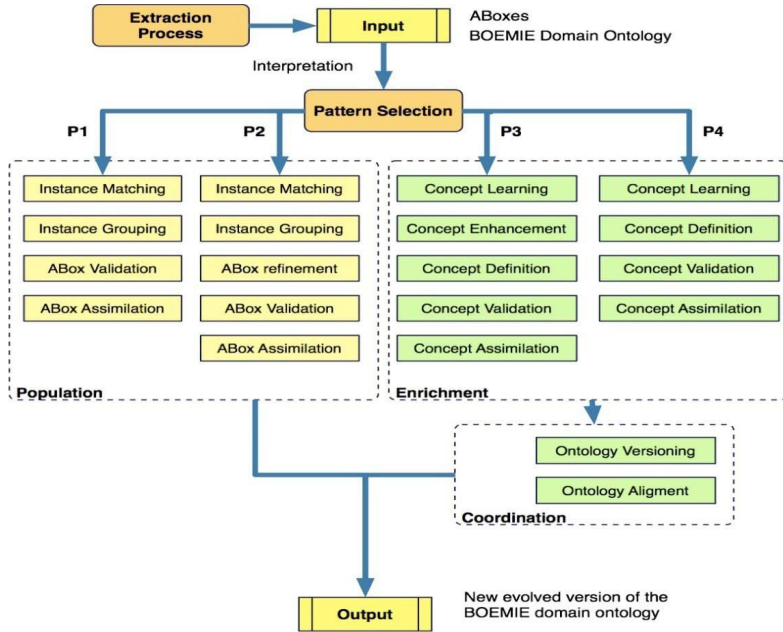 Extraction
Process
Input
ABoxes
BOEMIE Domain Ontology
Interpretation
Pattern Selection
P1
P2
P3
P4
Instance Matching
Instance Grouping
ABox Validation
ABox Assimilation
Instance Matching
Instance Grouping
ABox refinement
ABox Validation
ABox Assimilation
Population
Concept Learning
Concept Enhancement
Concept Definition
Concept Validation
Concept Assimilation
Concept Learning
Concept Definition
Concept Validation
Concept Assimilation
Enrichment
Ontology Versioning
Ontology Aligment
Coordination
Output
New evolved version of the
BOEMIE domain ontology